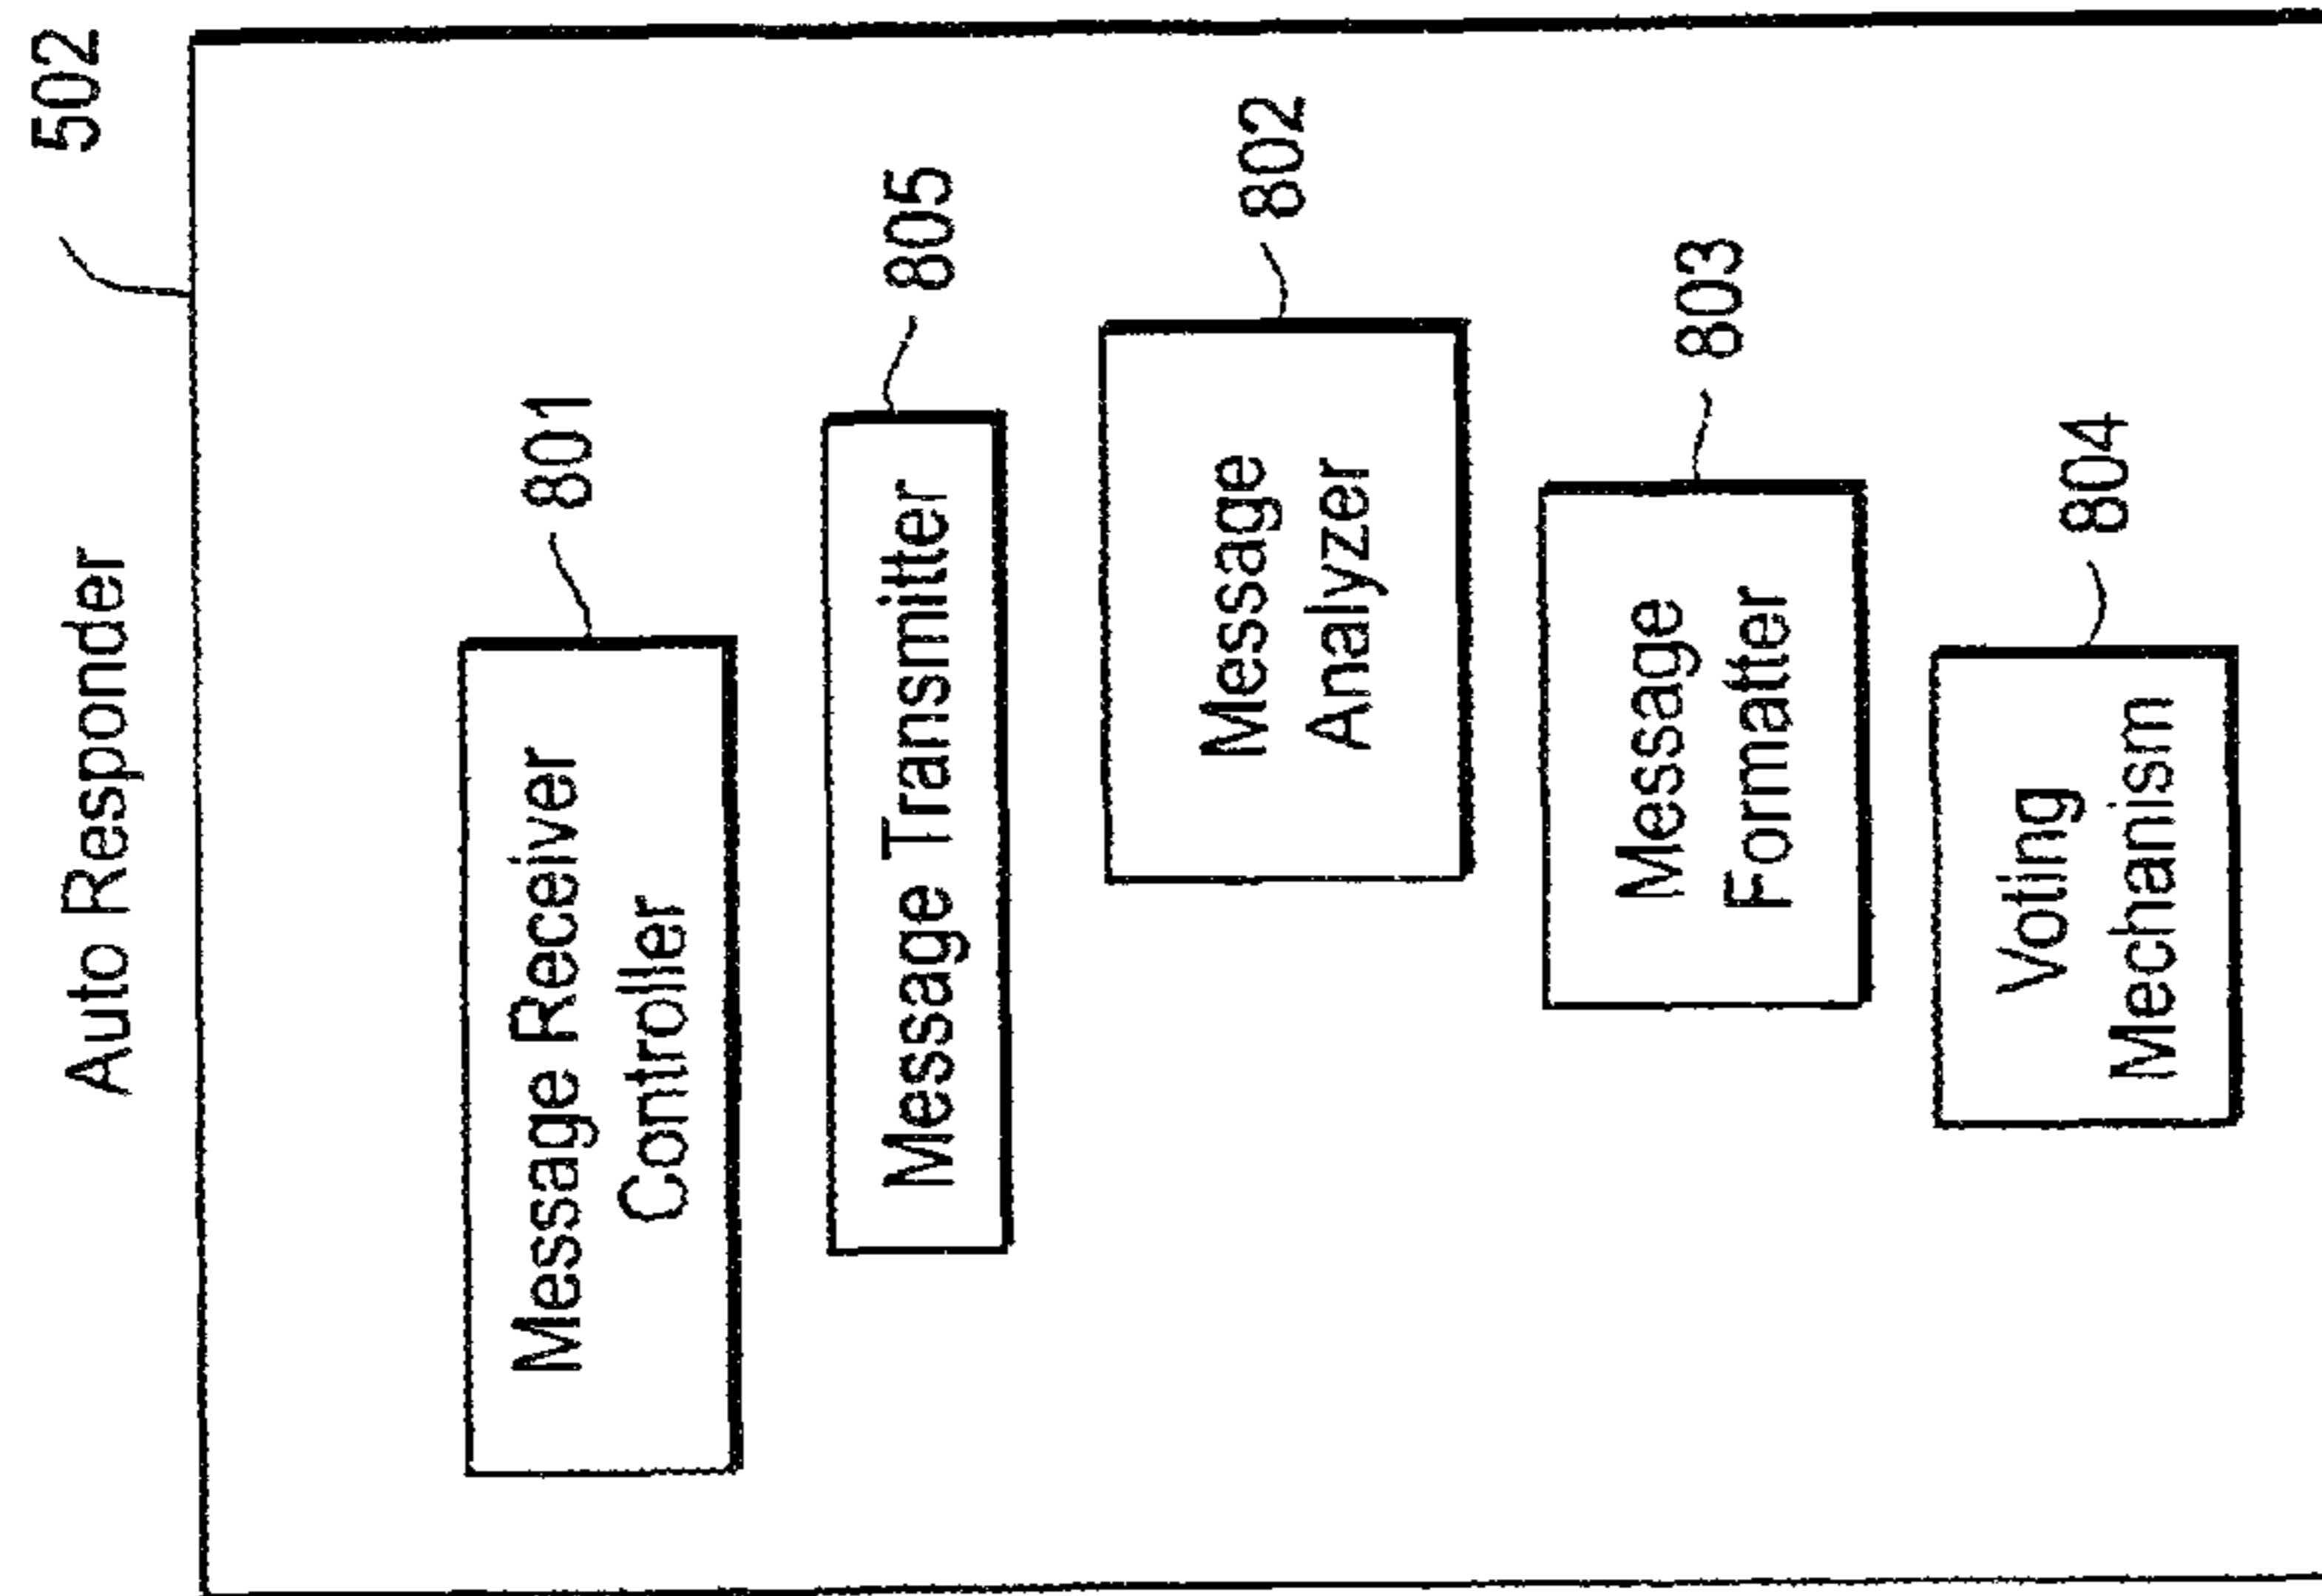 Auto Responder
502
Message Receiver
Controller
801
Message Transmitter
805
Message
Analyzer
802
Message
Formatter
803
Voting
Mechanism
804